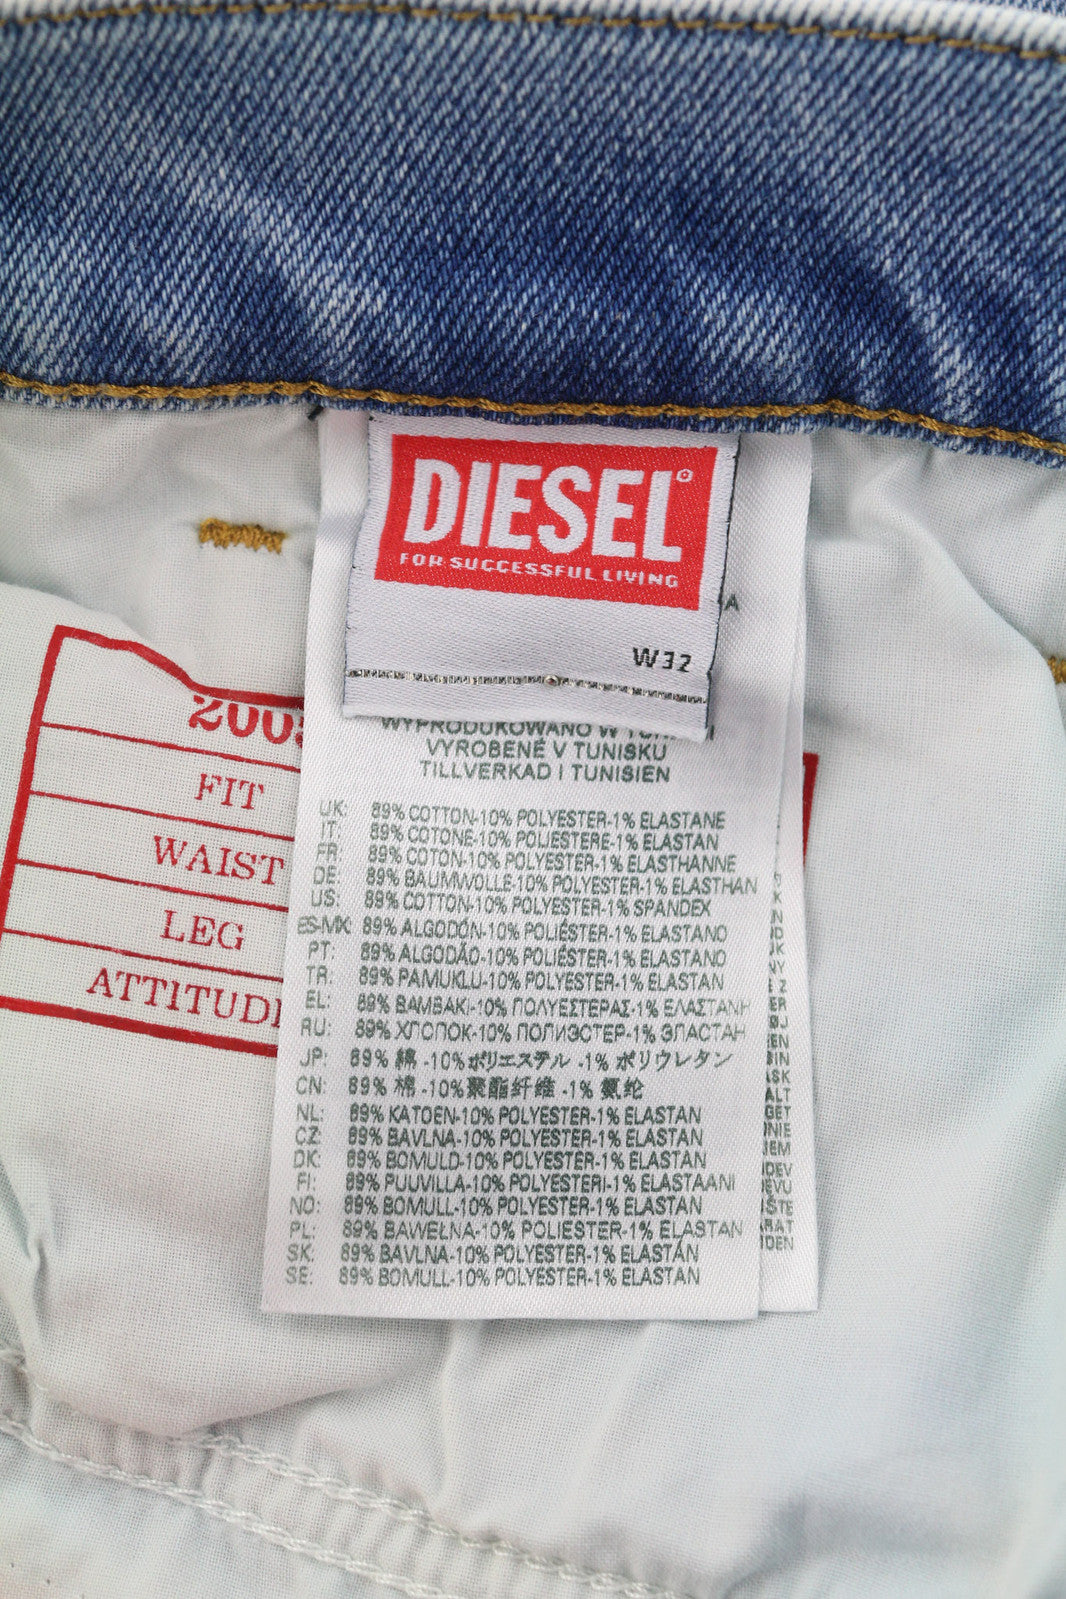 DIESEL
FOR SUCCESSFUL LIVING
W32
A
FIT
WAIST
LEG
WYPRODUKOWANO W
VYROBENÉ V TUNISKU
TILLVERKAD I TUNISIEN
UK: 89% COTTON-10% POLYESTER-1% ELASTANE
IT: 89% COTONE-10% POLIESTERE-1% ELASTAN
FR: 89% COTON-10% POLYESTER-1% ELASTHANNE
DE: 89% BAUMWOLLE-10% POLYESTER-1% ELASTHAN
US: 89% COTTON-10% POLYESTER-1% SPANDEX
ES-MX: 89% ALGODÓN-10% POLIÉSTER-1% ELASTANO
PT: 89% ALGODÃO-10% POLIÉSTER-1% ELASTANO
TR: 89% PAMUKLU-10% POLYESTER-1% ELASTAN
EL: 89% ΒΑΜΒΑΚΙ-10% ΠΟΛΥΕΣΤΕΡΑΣ-1% ΕΛΑΣΤΑΝΗ
RU: 89% ХЛОПОК-10% ПОЛИЭСТЕР-1% ЭЛАСТАН
JP: 89% 綿 -10% ポリエステル -1% ポリウレタン
CN: 89% 棉 -10% 聚酯纤维 -1% 氨纶
NL: 89% KATOEN-10% POLYESTER-1% ELASTAN
CZ: 89% BAVLNA-10% POLYESTER-1% ELASTAN
DK: 89% BOMULD-10% POLYESTER-1% ELASTAN
FI: 89% PUUVILLA-10% POLYESTERI-1% ELASTAANI
NO: 89% BOMULL-10% POLYESTER-1% ELASTAN
PL: 89% BAWEŁNA-10% POLIESTER-1% ELASTAN
SK: 89% BAVLNA-10% POLYESTER-1% ELASTÁN
SE: 89% BOMULL-10% POLYESTER-1% ELASTAN